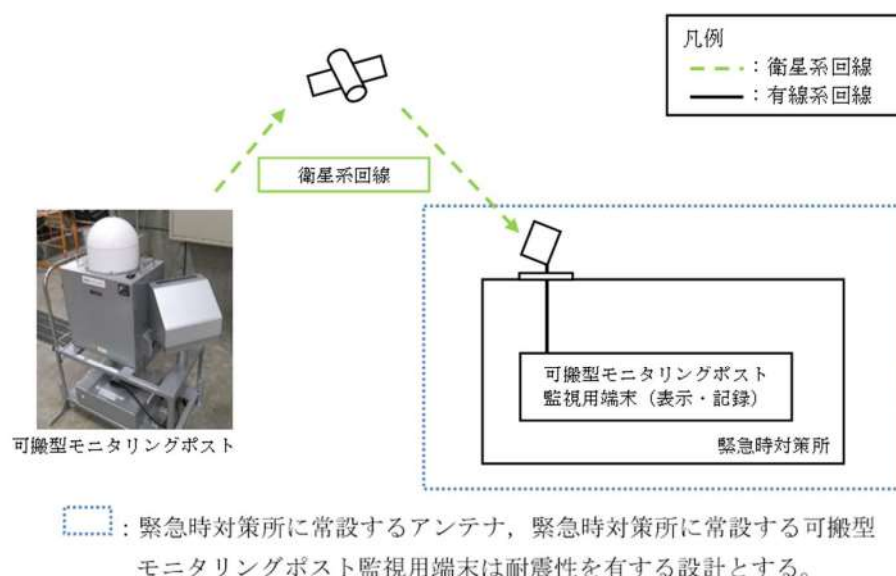 凡例
：衛星系回線
：有線系回線
衛星系回線
可搬型モニタリングポスト
監視用端末（表示・記録）
緊急時対策所
可搬型モニタリングポスト
：緊急時対策所に常設するアンテナ，緊急時対策所に常設する可搬型
モニタリングポスト監視用端末は耐震性を有する設計とする。